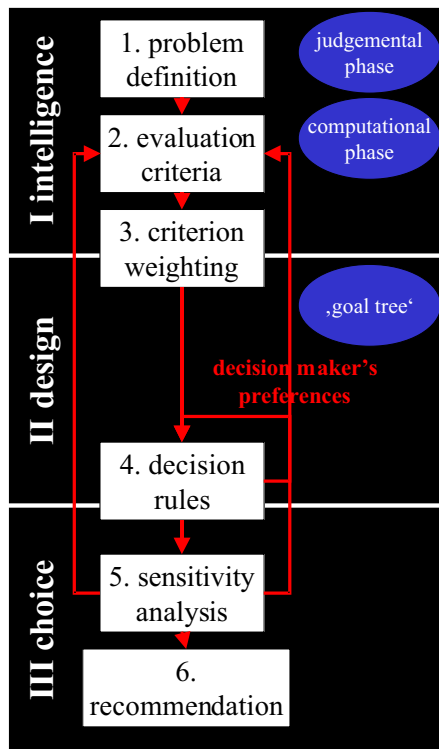 I intelligence
1. problem
definition
judgemental
phase
2. evaluation
criteria
computational
phase
3. criterion
weighting
II design
‚goal tree‘
decision maker's
preferences
4. decision
rules
III choice
5. sensitivity
analysis
6.
recommendation